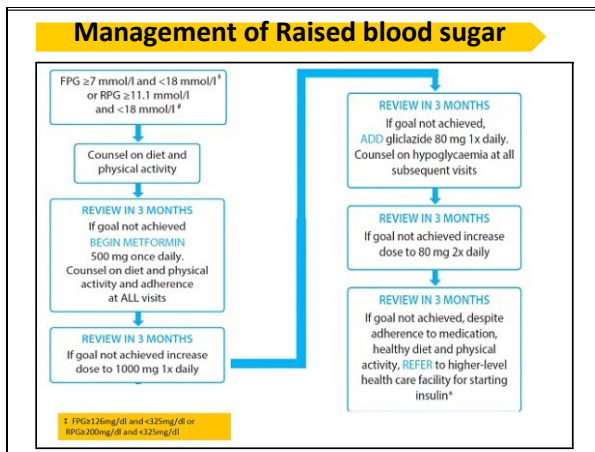 Management of Raised blood sugar
FPG ≥7 mmol/l and <18 mmol/l‡
or RPG ≥11.1 mmol/l
and <18 mmol/l‡
Counsel on diet and
physical activity
REVIEW IN 3 MONTHS
If goal not achieved
BEGIN METFORMIN
500 mg once daily.
Counsel on diet and physical
activity and adherence
at ALL visits
REVIEW IN 3 MONTHS
If goal not achieved increase
dose to 1000 mg 1x daily
REVIEW IN 3 MONTHS
If goal not achieved,
ADD gliclazide 80 mg 1x daily.
Counsel on hypoglycaemia at all
subsequent visits
REVIEW IN 3 MONTHS
If goal not achieved increase
dose to 80 mg 2x daily
REVIEW IN 3 MONTHS
If goal not achieved, despite
adherence to medication,
healthy diet and physical
activity, REFER to higher-level
health care facility for starting
insulin*
‡ FPG≥126mg/dl and <325mg/dl or
RPG≥200mg/dl and <325mg/dl